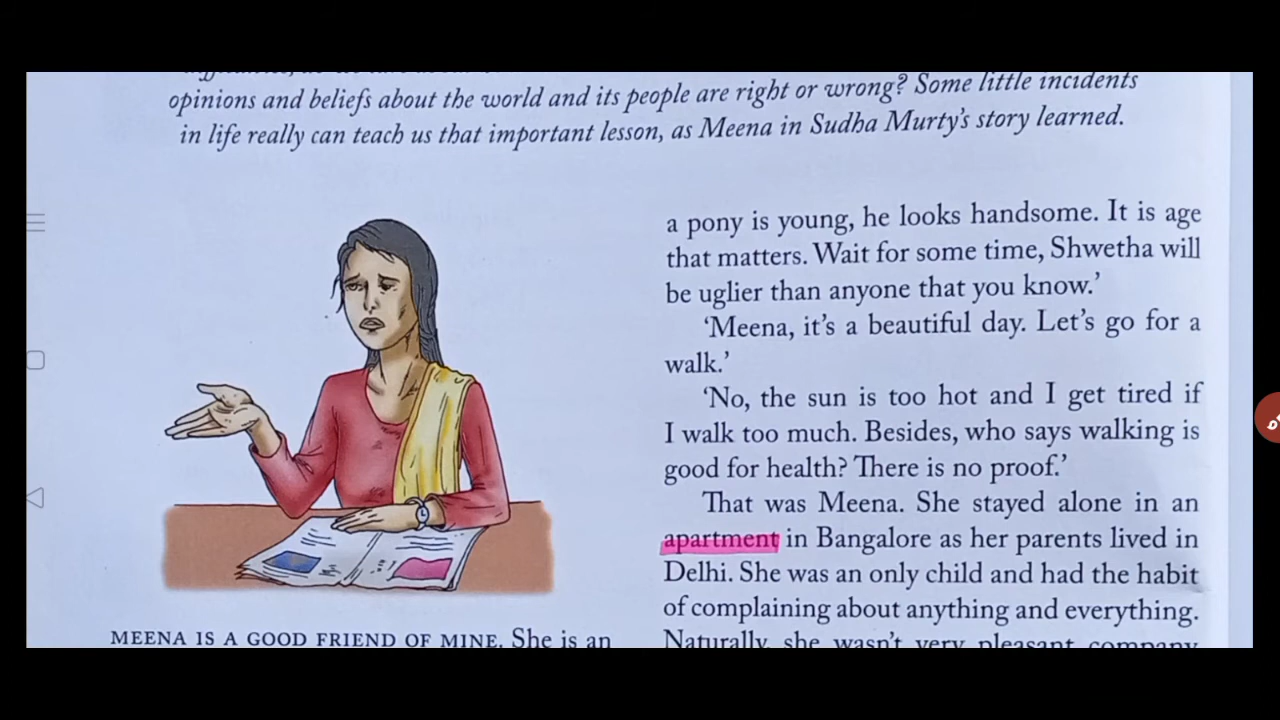 opinions and beliefs about the world and its people are right or wrong? Some little incidents
in life really can teach us that important lesson, as Meena in Sudha Murty's story learned.
MEENA IS A GOOD FRIEND OF MINE. She is an
a pony is young, he looks handsome. It is age
that matters. Wait for some time, Shwetha will
be uglier than anyone that you know.'
'Meena, it's a beautiful day. Let's go for a
walk.'
'No, the sun is too hot and I get tired if
I walk too much. Besides, who says walking is
good for health? There is no proof.'
That was Meena. She stayed alone in an
apartment in Bangalore as her parents lived in
Delhi. She was an only child and had the habit
of complaining about anything and everything.
Naturally, she wasn't very pleasant company